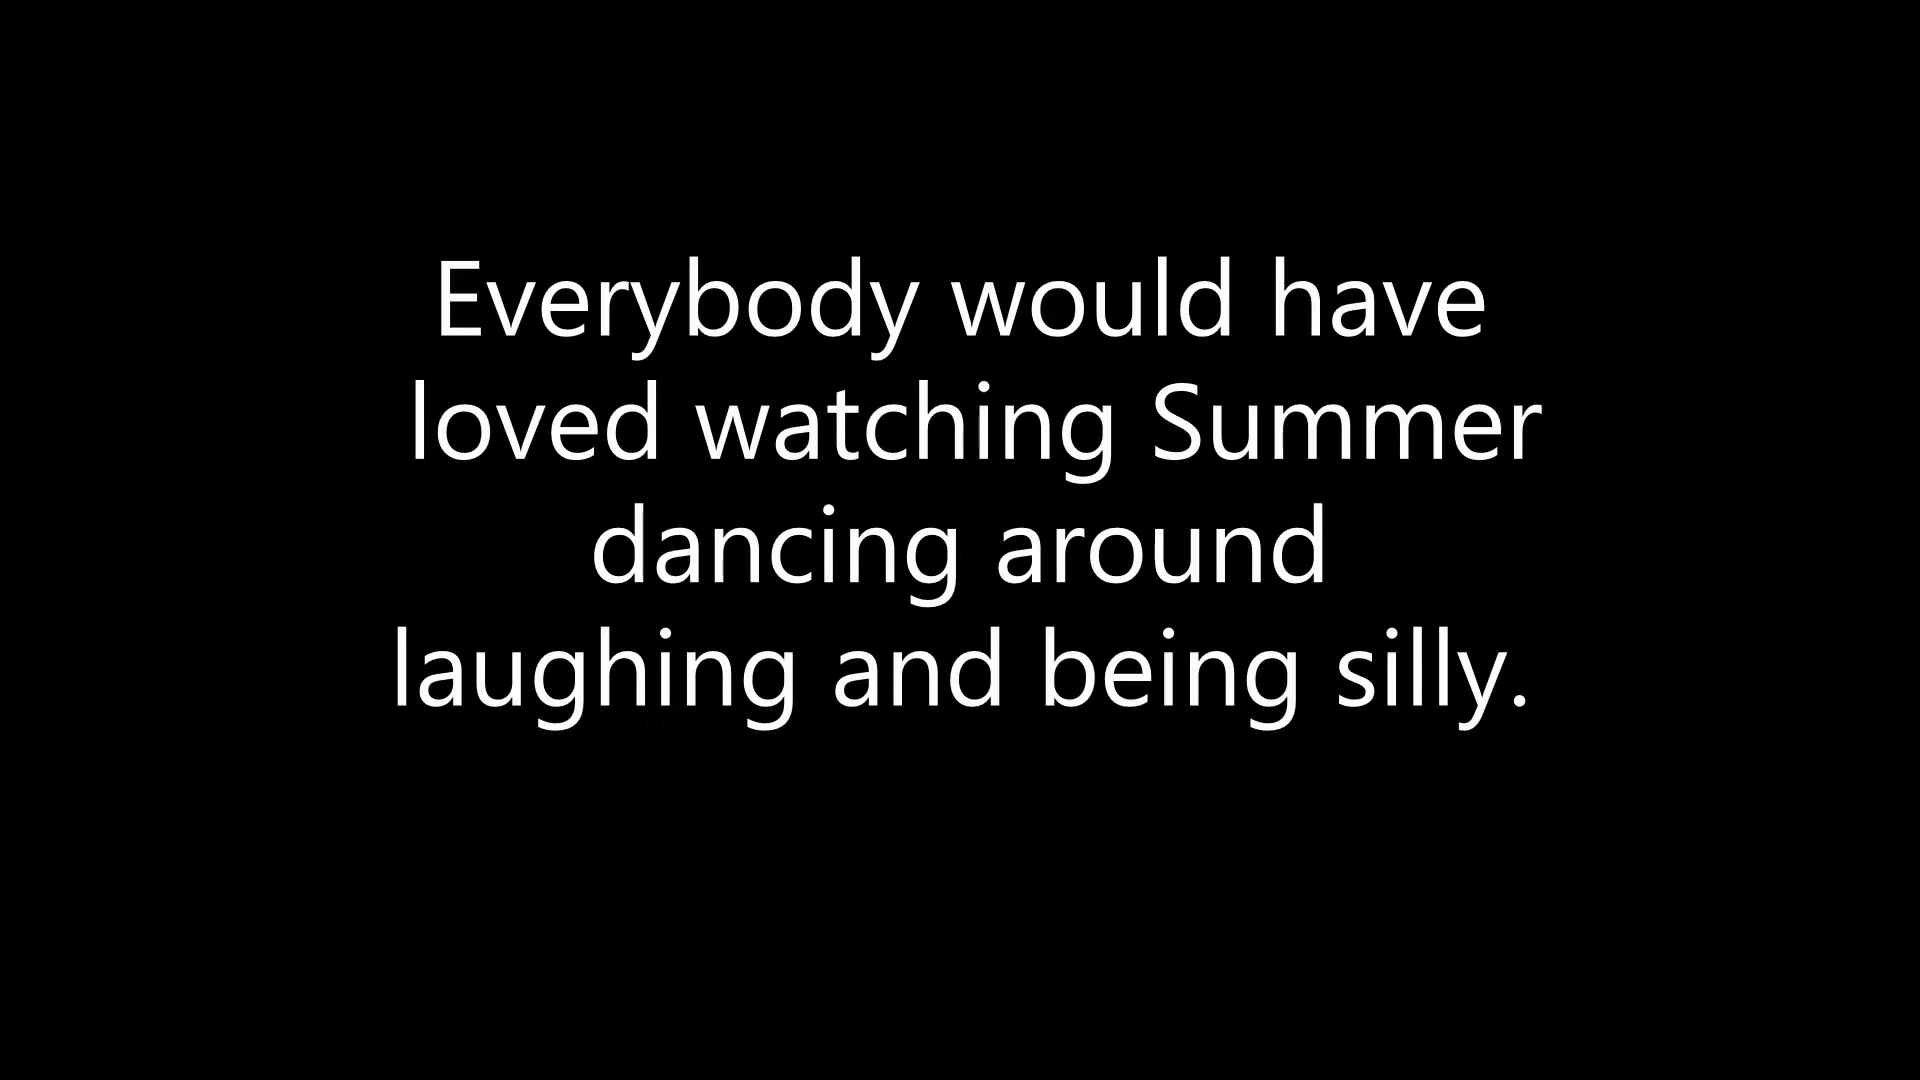 Everybody would have
loved watching Summer
dancing around
laughing and being silly.